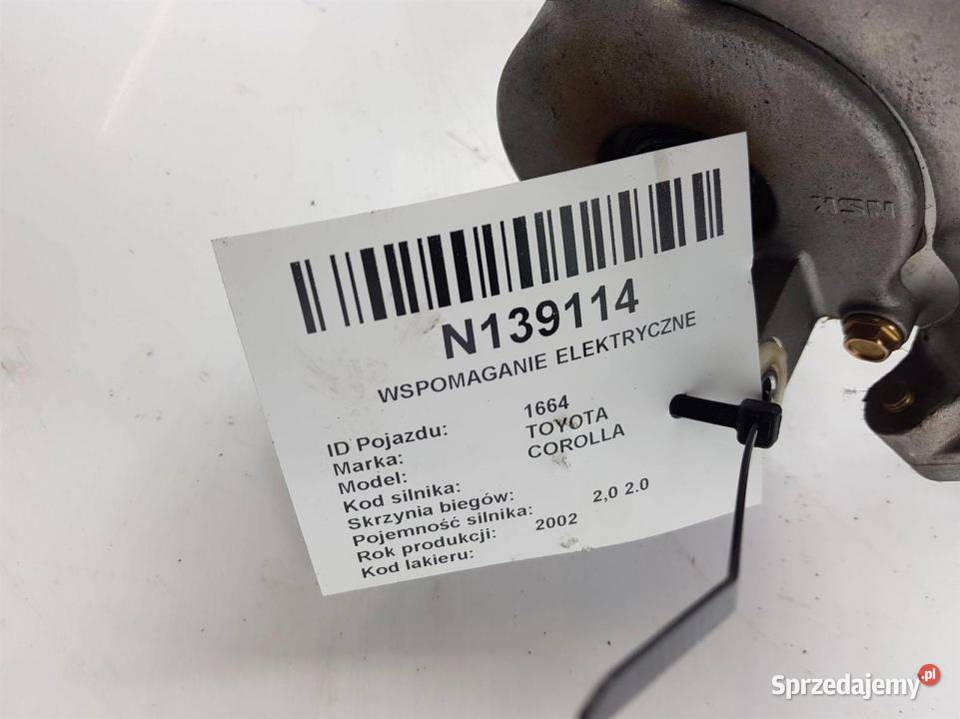 NSK
N139114
WSPOMAGANIE ELEKTRYCZNE
ID Pojazdu: 1664
Marka: TOYOTA
Model: COROLLA
Kod silnika:
Skrzynia biegów:
Pojemność silnika: 2,0 2.0
Rok produkcji: 2002
Kod lakieru:
Sprzedajemy.pl